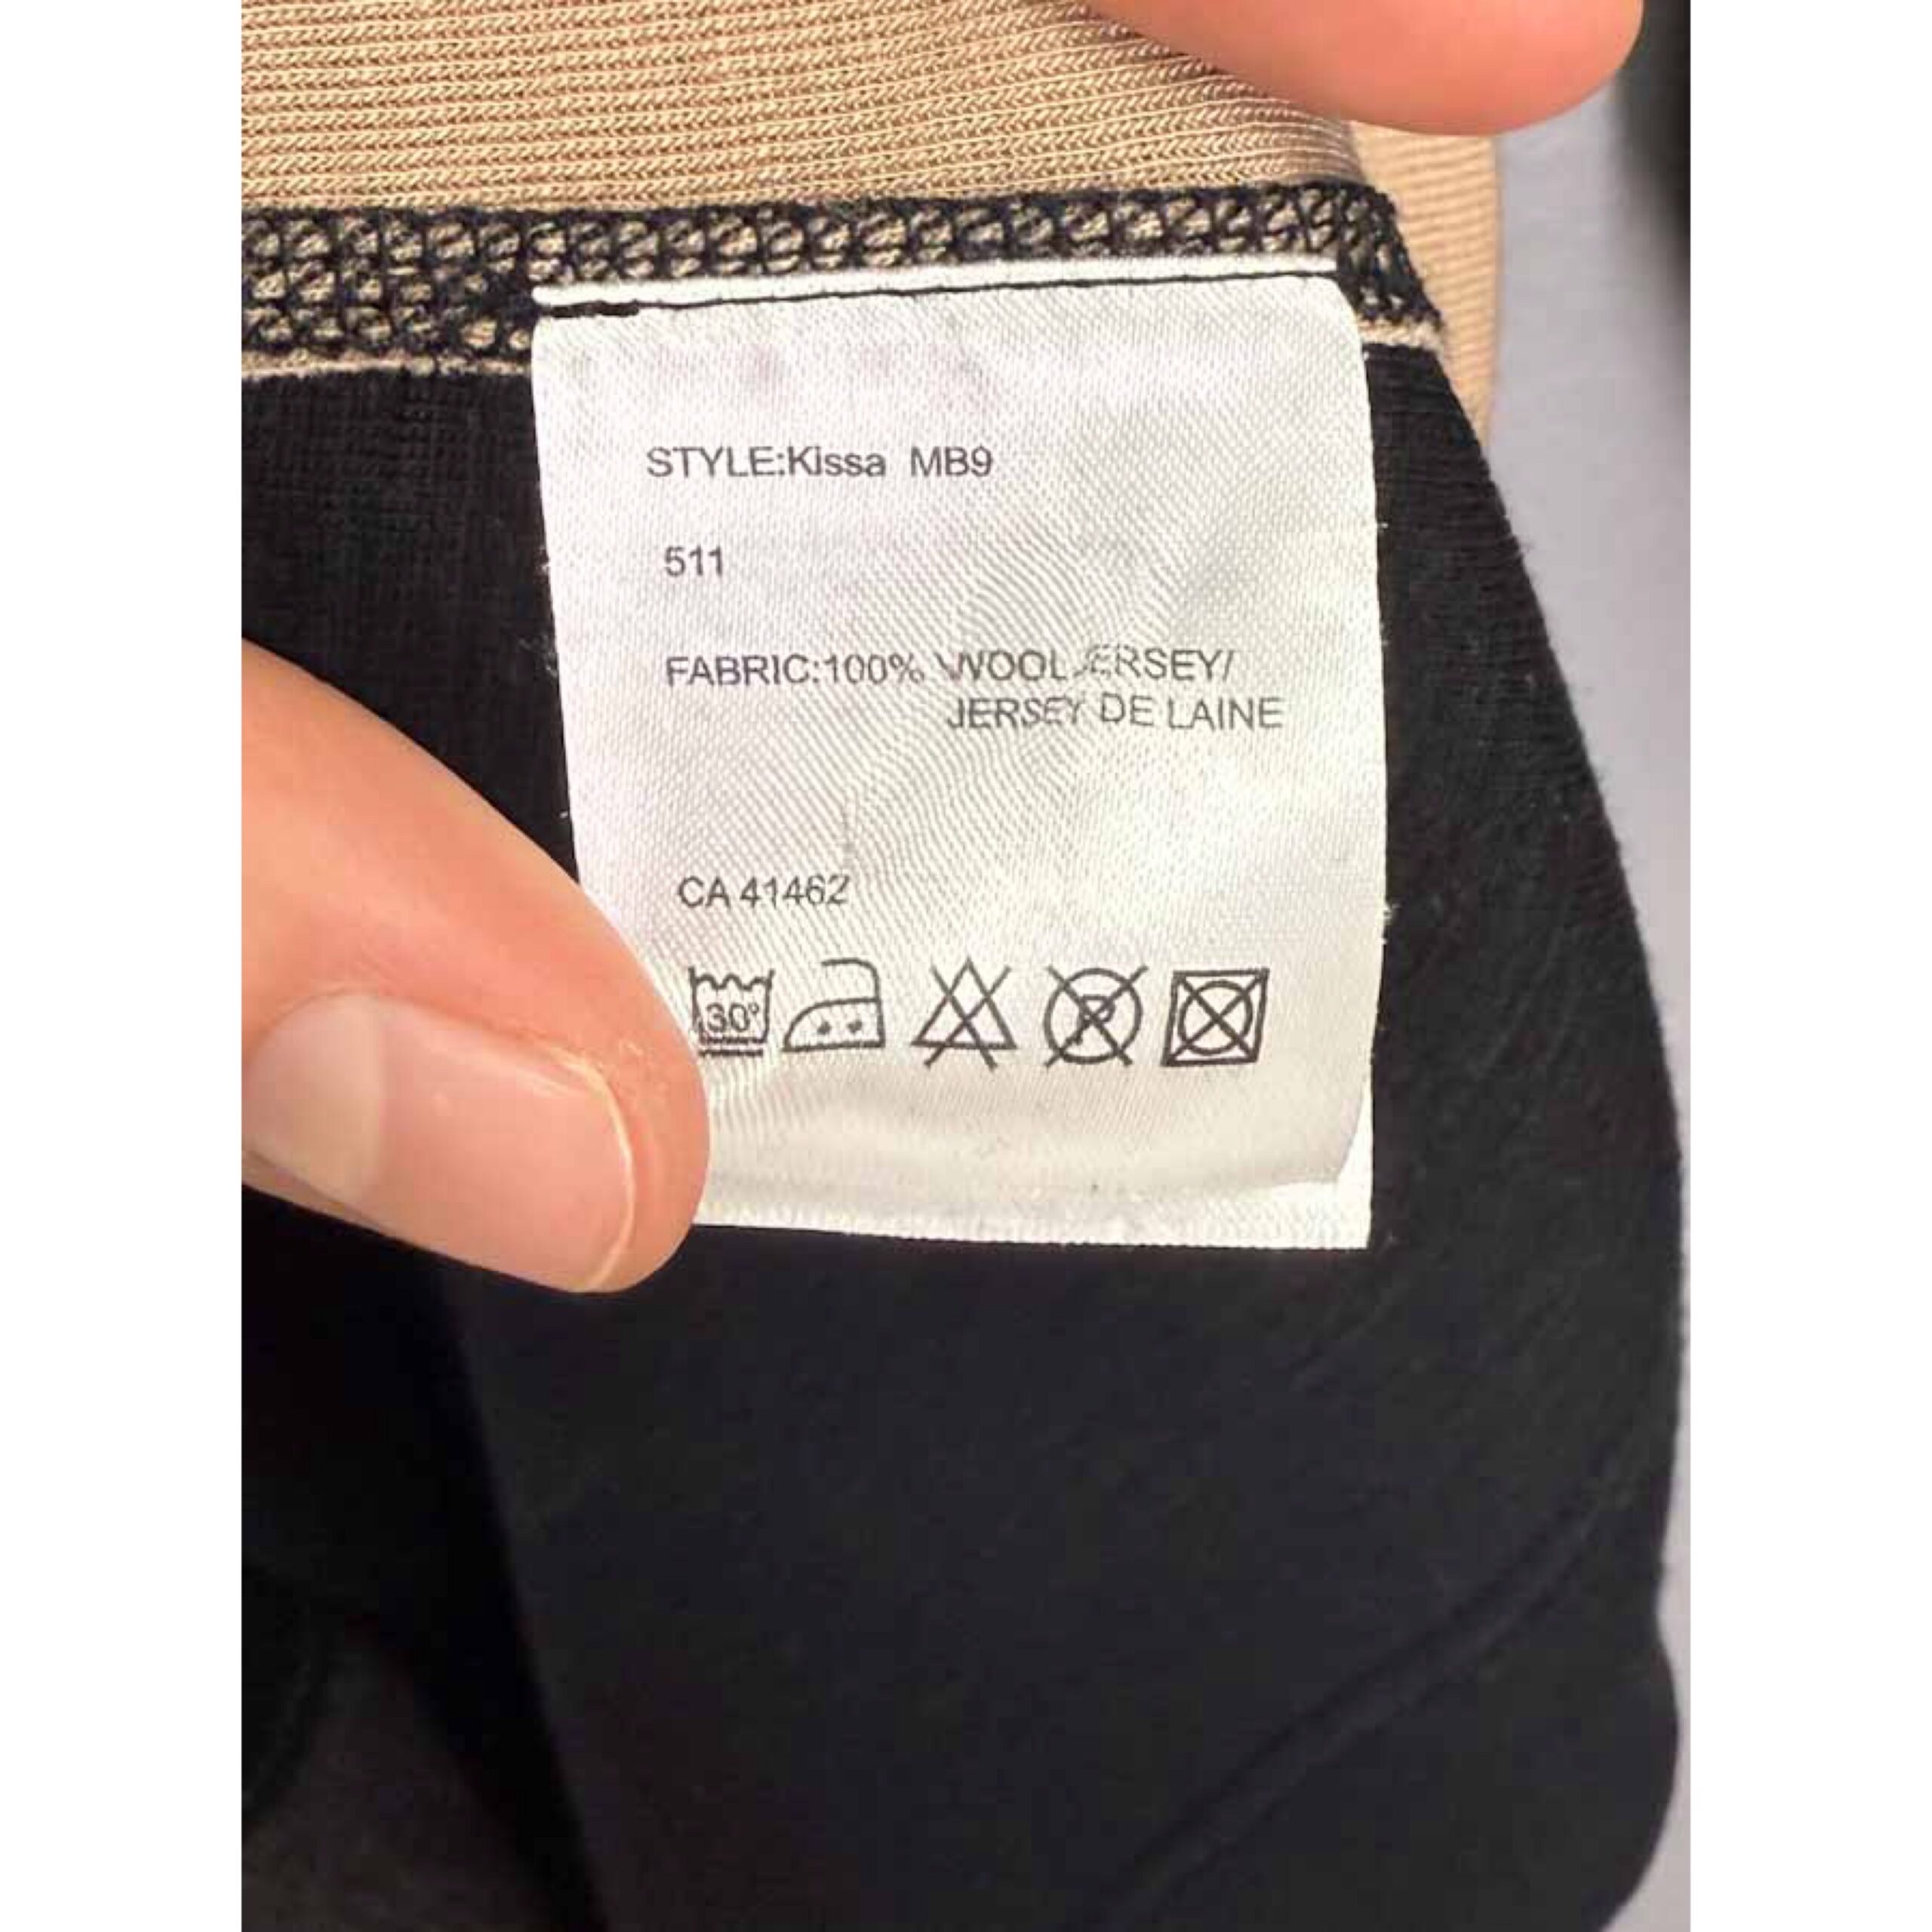 STYLE:Kissa MB9
511
FABRIC:100% WOOL JERSEY/
JERSEY DE LAINE
CA 41462
30°
P